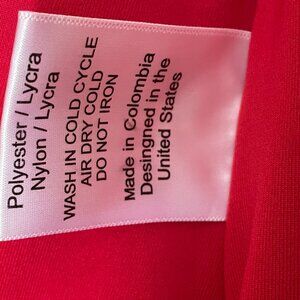 Polyester / Lycra
Nylon / Lycra
WASH IN COLD CYCLE
AIR DRY COLD
DO NOT IRON
Made in Colombia
Desingned in the
United States